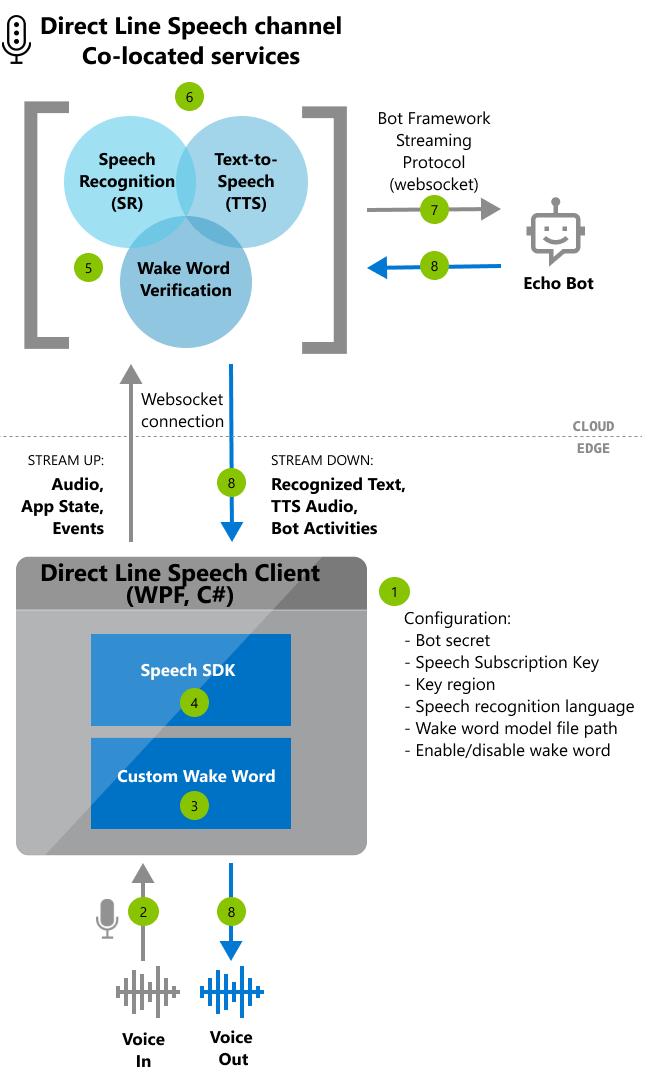 Direct Line Speech channel
Co-located services
6
Speech
Recognition
(SR)
Text-to-
Speech
(TTS)
5
Wake Word
Verification
Bot Framework
Streaming
Protocol
(websocket)
7
8
Echo Bot
Websocket
connection
CLOUD
EDGE
STREAM UP:
Audio,
App State,
Events
8
STREAM DOWN:
Recognized Text,
TTS Audio,
Bot Activities
Direct Line Speech Client
(WPF, C#)
Speech SDK
4
Custom Wake Word
3
1
Configuration:
- Bot secret
- Speech Subscription Key
- Key region
- Speech recognition language
- Wake word model file path
- Enable/disable wake word
2
8
Voice
In
Voice
Out